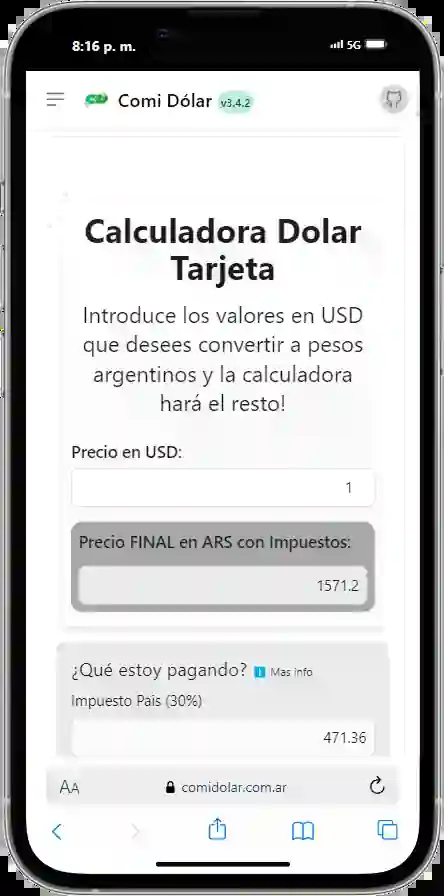 8:16 p. m.
5G
Comi Dólar v3.4.2
Calculadora Dolar
Tarjeta
Introduce los valores en USD
que desees convertir a pesos
argentinos y la calculadora
hará el resto!
Precio en USD:
1
Precio FINAL en ARS con Impuestos:
1571.2
¿Qué estoy pagando? i Mas info
Impuesto Pais (30%)
471.36
AA comidolar.com.ar